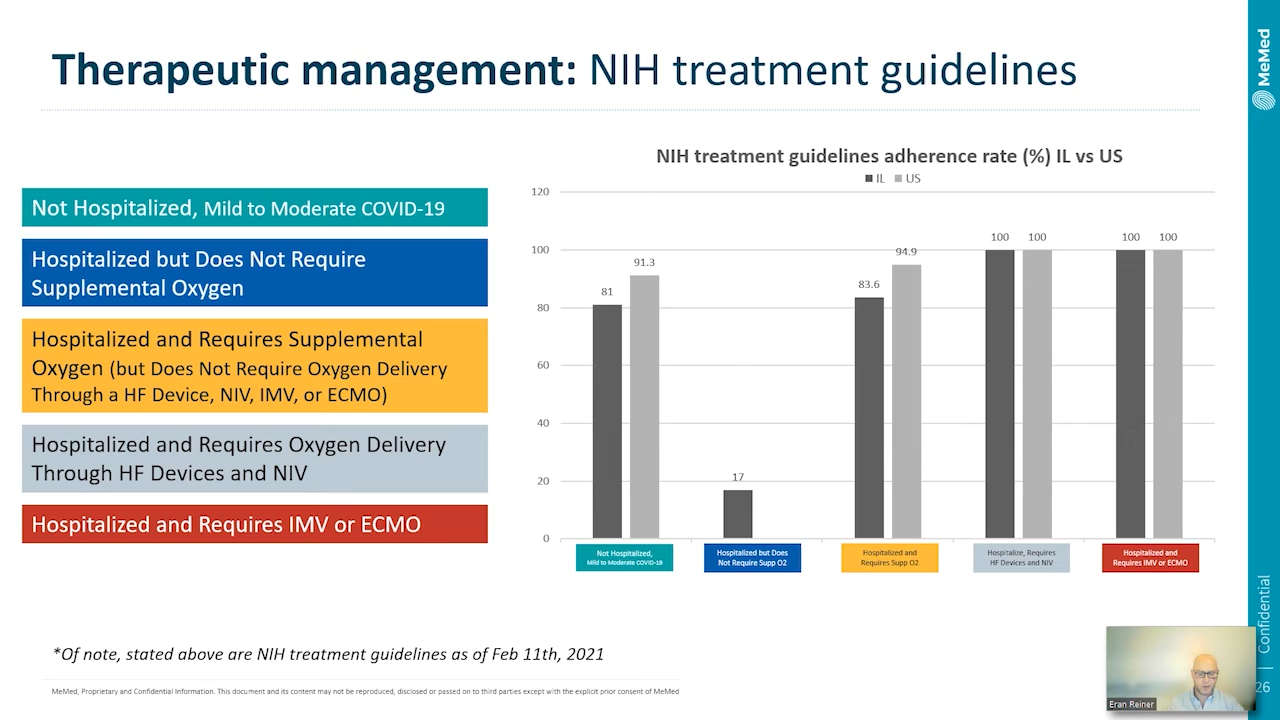 Therapeutic management: NIH treatment guidelines
MeMed
Not Hospitalized, Mild to Moderate COVID-19
Hospitalized but Does Not Require
Supplemental Oxygen
Hospitalized and Requires Supplemental
Oxygen (but Does Not Require Oxygen Delivery
Through a HF Device, NIV, IMV, or ECMO)
Hospitalized and Requires Oxygen Delivery
Through HF Devices and NIV
Hospitalized and Requires IMV or ECMO
NIH treatment guidelines adherence rate (%) IL vs US
IL US
120
100
80
60
40
20
0
81
91.3
17
83.6
94.9
100
100
100
100
Not Hospitalized,
Mild to Moderate COVID-19
Hospitalized but Does
Not Require Supp O2
Hospitalized and
Requires Supp O2
Hospitalize, Requires
HF Devices and NIV
Hospitalized and
Requires IMV or ECMO
*Of note, stated above are NIH treatment guidelines as of Feb 11th, 2021
MeMed, Proprietary and Confidential Information. This document and its content may not be reproduced, disclosed or passed on to third parties except with the explicit prior consent of MeMed
Confidential
26
Eran Reiner